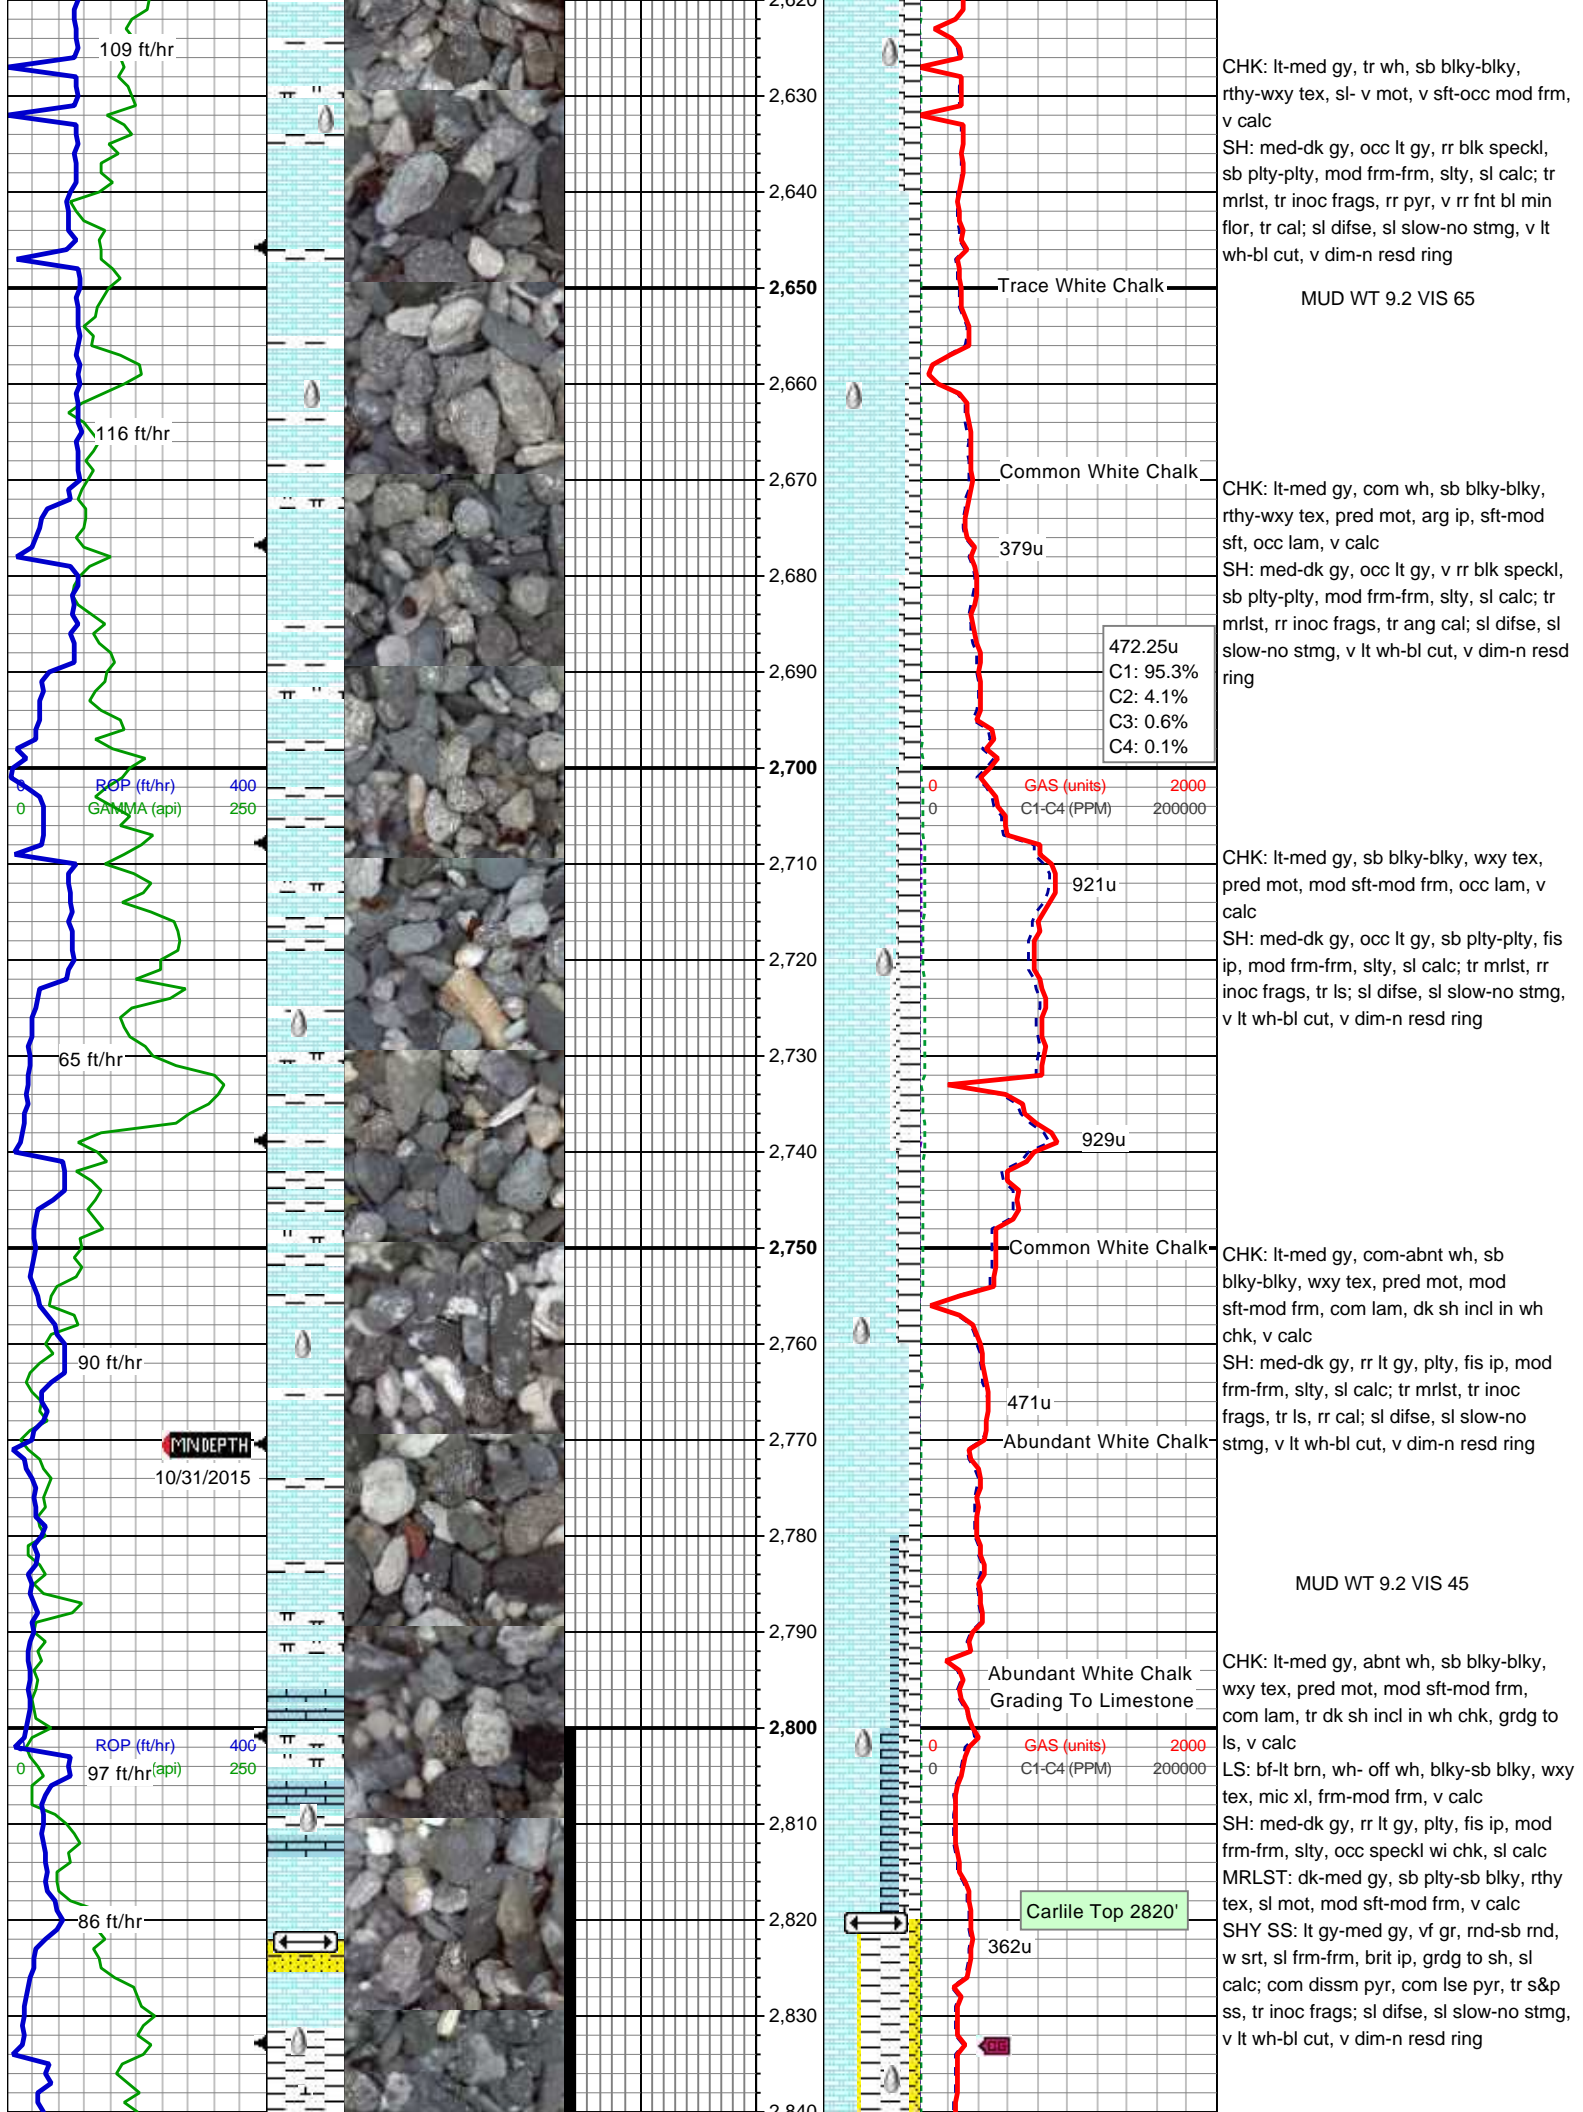 2,620
109 ft/hr
CHK: lt-med gy, tr wh, sb blky-blky,
rthy-wxy tex, sl- v mot, v sft-occ mod frm,
v calc
SH: med-dk gy, occ lt gy, rr blk speckl,
sb plty-plty, mod frm-frm, slty, sl calc; tr
mrlst, tr inoc frags, rr pyr, v rr fnt bl min
flor, tr cal; sl difse, sl slow-no stmg, v lt
wh-bl cut, v dim-n resd ring
2,630
2,640
2,650
Trace White Chalk
MUD WT 9.2 VIS 65
2,660
116 ft/hr
Common White Chalk
2,670
CHK: lt-med gy, com wh, sb blky-blky,
rthy-wxy tex, pred mot, arg ip, sft-mod
sft, occ lam, v calc
SH: med-dk gy, occ lt gy, v rr blk speckl,
sb plty-plty, mod frm-frm, slty, sl calc; tr
mrlst, rr inoc frags, tr ang cal; sl difse, sl
slow-no stmg, v lt wh-bl cut, v dim-n resd
ring
379u
2,680
472.25u
C1: 95.3%
C2: 4.1%
C3: 0.6%
C4: 0.1%
2,690
2,700
0 ROP (ft/hr) 400
0 GAMMA (api) 250
0 GAS (units) 2000
0 C1-C4 (PPM) 200000
2,710
921u
CHK: lt-med gy, sb blky-blky, wxy tex,
pred mot, mod sft-mod frm, occ lam, v
calc
SH: med-dk gy, occ lt gy, sb plty-plty, fis
ip, mod frm-frm, slty, sl calc; tr mrlst, rr
inoc frags, tr ls; sl difse, sl slow-no stmg,
v lt wh-bl cut, v dim-n resd ring
2,720
65 ft/hr
2,730
929u
2,740
2,750
Common White Chalk
CHK: lt-med gy, com-abnt wh, sb
blky-blky, wxy tex, pred mot, mod
sft-mod frm, com lam, dk sh incl in wh
chk, v calc
SH: med-dk gy, rr lt gy, plty, fis ip, mod
frm-frm, slty, sl calc; tr mrlst, tr inoc
frags, tr ls, rr cal; sl difse, sl slow-no
stmg, v lt wh-bl cut, v dim-n resd ring
2,760
90 ft/hr
471u
2,770
Abundant White Chalk
MNDEPTH
10/31/2015
2,780
MUD WT 9.2 VIS 45
2,790
Abundant White Chalk
Grading To Limestone
CHK: lt-med gy, abnt wh, sb blky-blky,
wxy tex, pred mot, mod sft-mod frm,
com lam, tr dk sh incl in wh chk, grdg to
ls, v calc
LS: bf-lt brn, wh- off wh, blky-sb blky, wxy
tex, mic xl, frm-mod frm, v calc
SH: med-dk gy, rr lt gy, plty, fis ip, mod
frm-frm, slty, occ speckl wi chk, sl calc
MRLST: dk-med gy, sb plty-sb blky, rthy
tex, sl mot, mod sft-mod frm, v calc
SHY SS: lt gy-med gy, vf gr, rnd-sb rnd,
w srt, sl frm-frm, brit ip, grdg to sh, sl
calc; com dissm pyr, com lse pyr, tr s&p
ss, tr inoc frags; sl difse, sl slow-no stmg,
v lt wh-bl cut, v dim-n resd ring
2,800
0 ROP (ft/hr) 400
0 97 ft/hr (api) 250
0 GAS (units) 2000
0 C1-C4 (PPM) 200000
2,810
Carlile Top 2820'
2,820
86 ft/hr
362u
2,830
CG
2,840